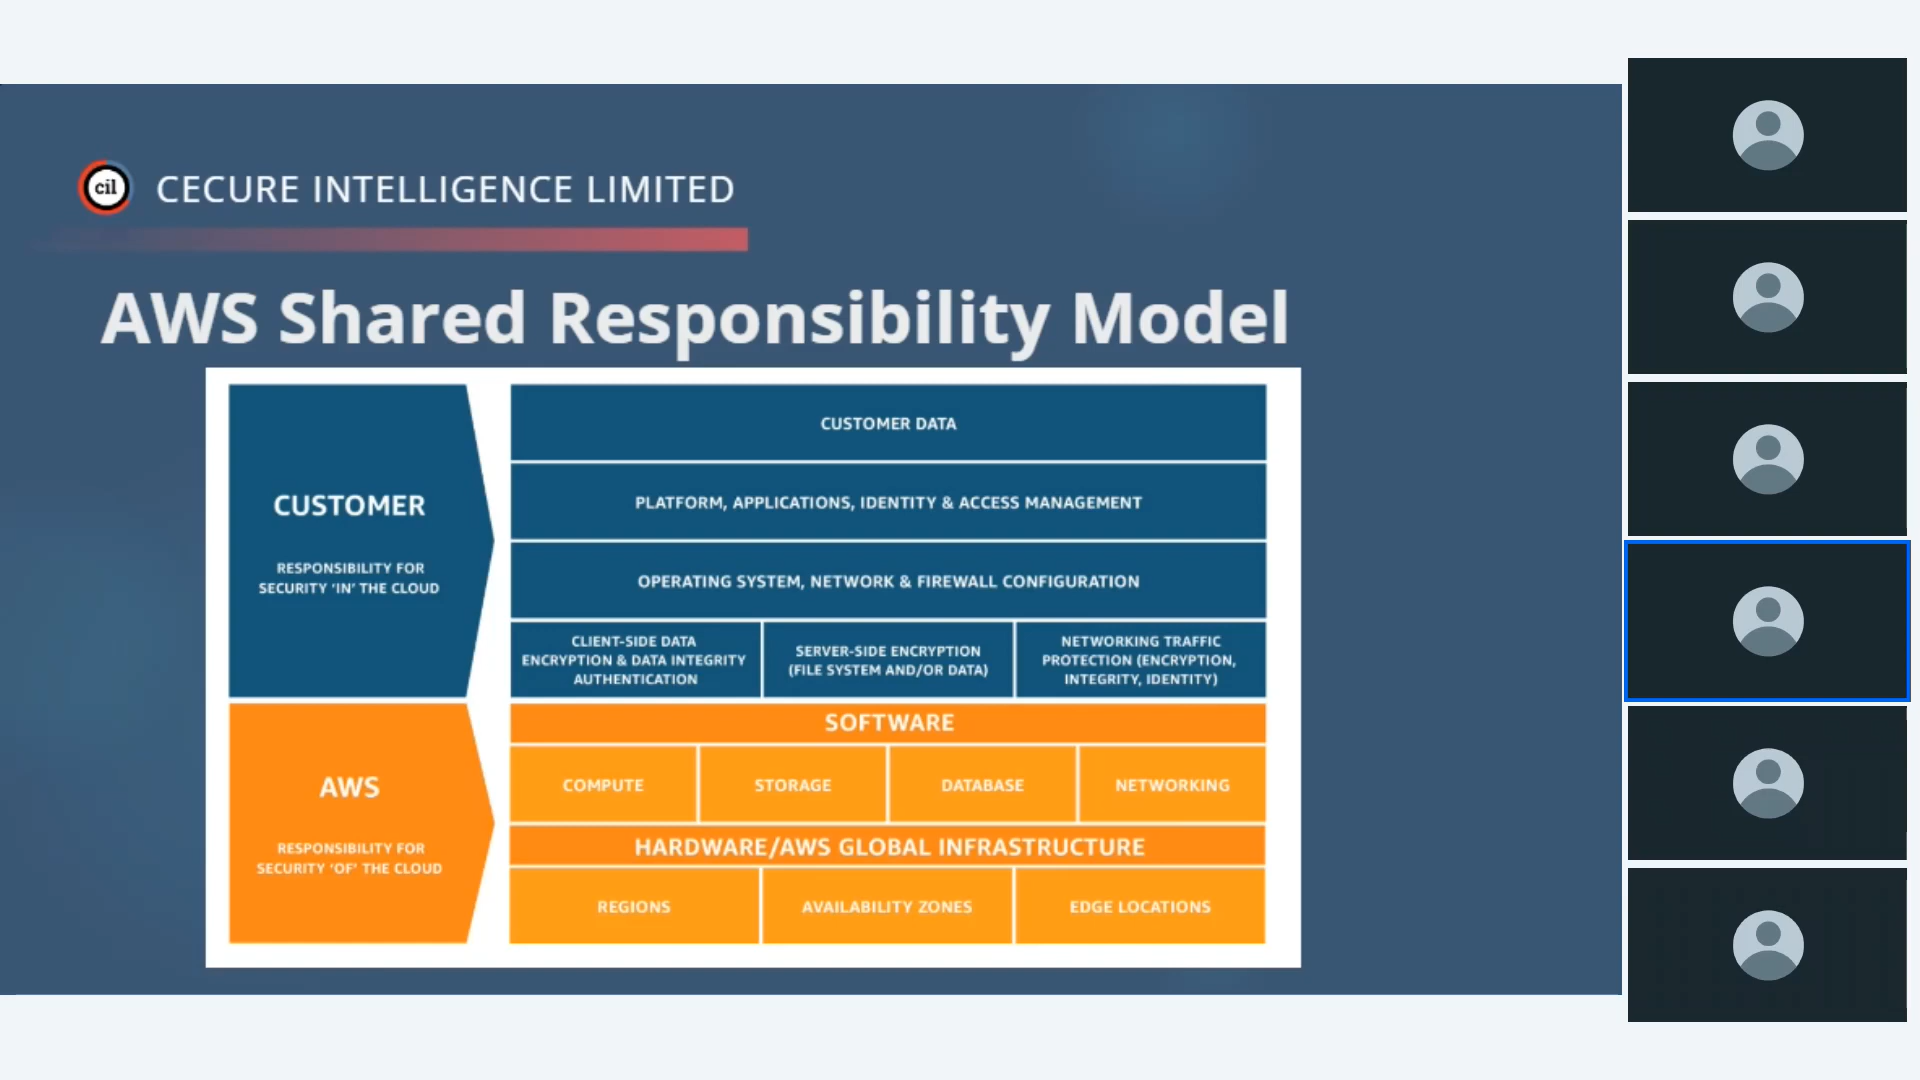 cil
CECURE INTELLIGENCE LIMITED
AWS Shared Responsibility Model
CUSTOMER
RESPONSIBILITY FOR
SECURITY ‘IN’ THE CLOUD
CUSTOMER DATA
PLATFORM, APPLICATIONS, IDENTITY & ACCESS MANAGEMENT
OPERATING SYSTEM, NETWORK & FIREWALL CONFIGURATION
CLIENT-SIDE DATA
ENCRYPTION & DATA INTEGRITY
AUTHENTICATION
SERVER-SIDE ENCRYPTION
(FILE SYSTEM AND/OR DATA)
NETWORKING TRAFFIC
PROTECTION (ENCRYPTION,
INTEGRITY, IDENTITY)
AWS
RESPONSIBILITY FOR
SECURITY ‘OF’ THE CLOUD
SOFTWARE
COMPUTE
STORAGE
DATABASE
NETWORKING
HARDWARE/AWS GLOBAL INFRASTRUCTURE
REGIONS
AVAILABILITY ZONES
EDGE LOCATIONS